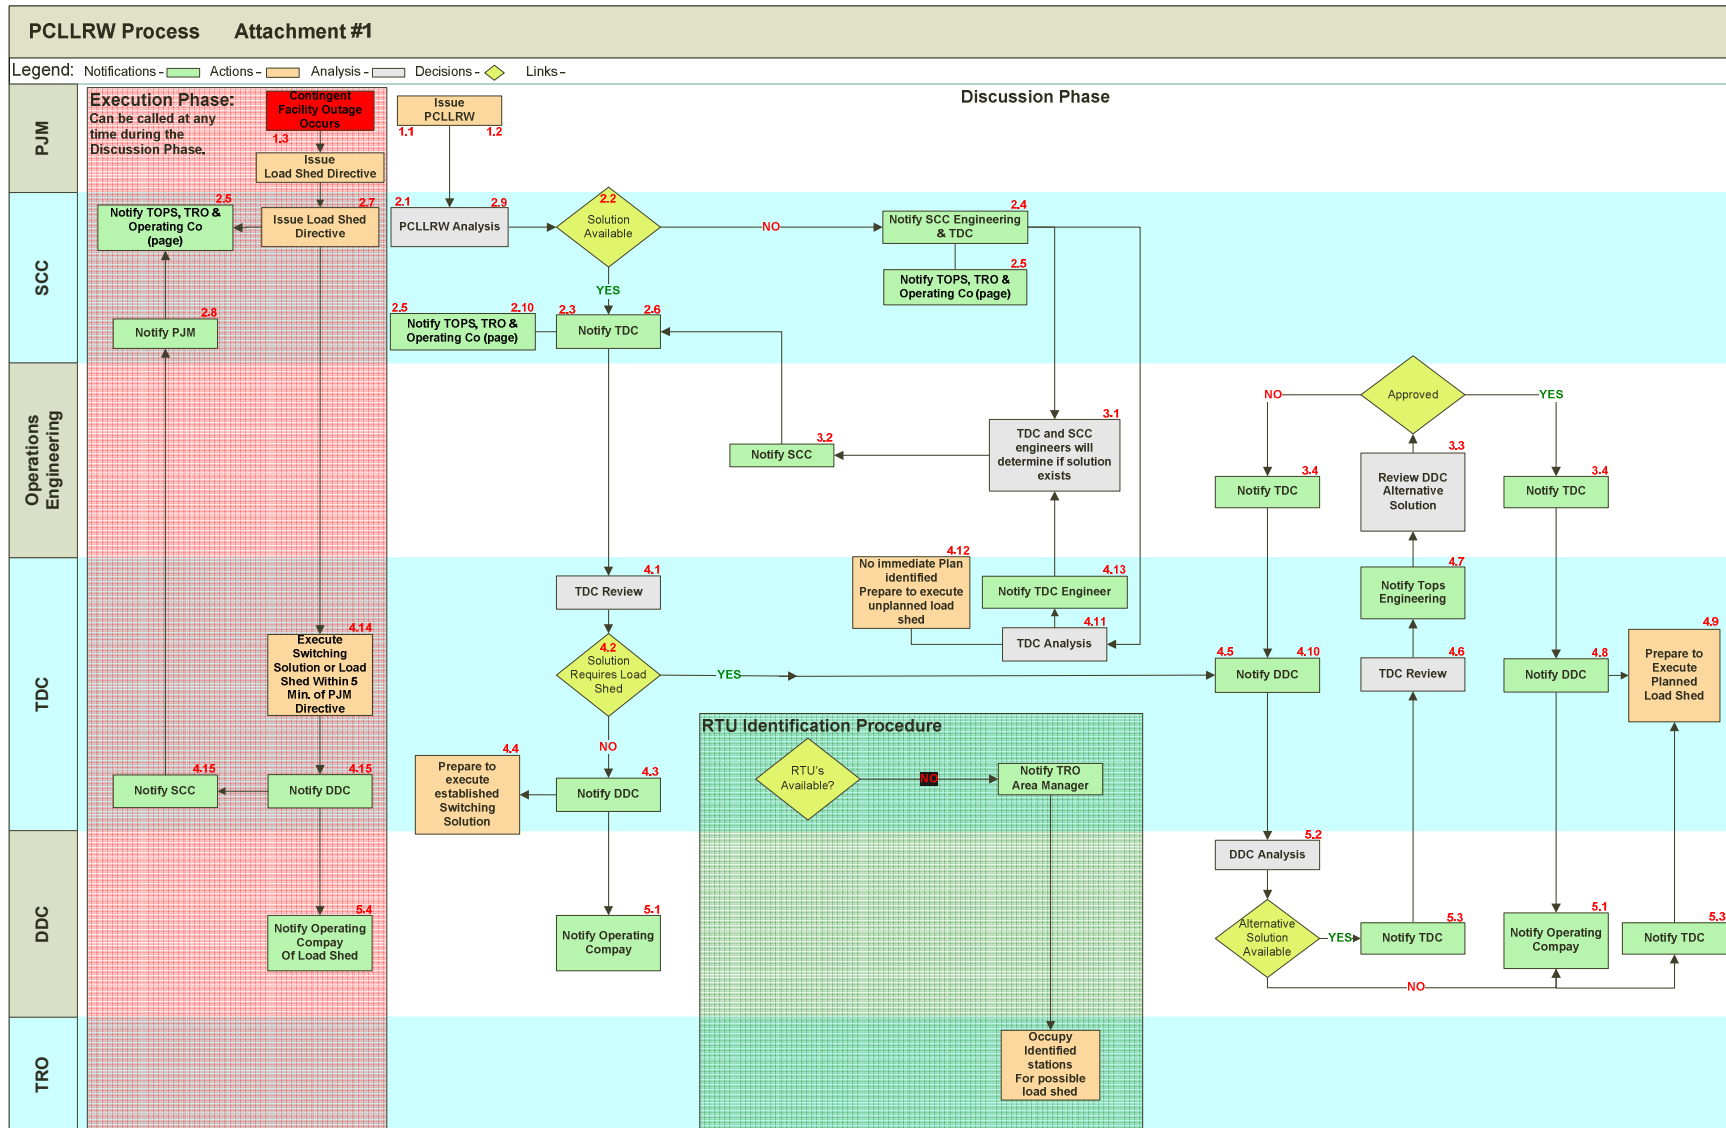 PCLLRW Process Attachment #1
Legend: Notifications - Actions - Analysis - Decisions - Links -
PJM
SCC
Operations
Engineering
TDC
DDC
TRO
Execution Phase:
Can be called at any
time during the
Discussion Phase.
Contingent
Facility Outage
Occurs
1.3
Issue
Load Shed Directive
2.5
Notify TOPS, TRO &
Operating Co
(page)
2.7
Issue Load Shed
Directive
2.8
Notify PJM
4.14
Execute
Switching
Solution or Load
Shed Within 5
Min. of PJM
Directive
4.15
Notify SCC
4.15
Notify DDC
5.4
Notify Operating
Compay
Of Load Shed
Discussion Phase
Issue
PCLLRW
1.1 1.2
2.1 2.9
PCLLRW Analysis
2.2
Solution
Available
NO
YES
2.4
Notify SCC Engineering
& TDC
2.5
Notify TOPS, TRO &
Operating Co (page)
2.5 2.10
Notify TOPS, TRO &
Operating Co (page)
2.3 2.6
Notify TDC
3.1
TDC and SCC
engineers will
determine if solution
exists
3.2
Notify SCC
Approved
NO
YES
3.3
Review DDC
Alternative
Solution
3.4
Notify TDC
3.4
Notify TDC
4.1
TDC Review
4.2
Solution
Requires Load
Shed
YES
NO
4.12
No immediate Plan
identified
Prepare to execute
unplanned load
shed
4.13
Notify TDC Engineer
4.11
TDC Analysis
4.5 4.10
Notify DDC
4.7
Notify Tops
Engineering
4.6
TDC Review
4.8
Notify DDC
4.9
Prepare to
Execute
Planned
Load Shed
4.4
Prepare to
execute
established
Switching
Solution
4.3
Notify DDC
5.1
Notify Operating
Compay
RTU Identification Procedure
RTU's
Available?
NO
Notify TRO
Area Manager
Occupy
Identified
stations
For possible
load shed
5.2
DDC Analysis
Alternative
Solution
Available
YES
NO
5.3
Notify TDC
5.1
Notify Operating
Compay
5.3
Notify TDC